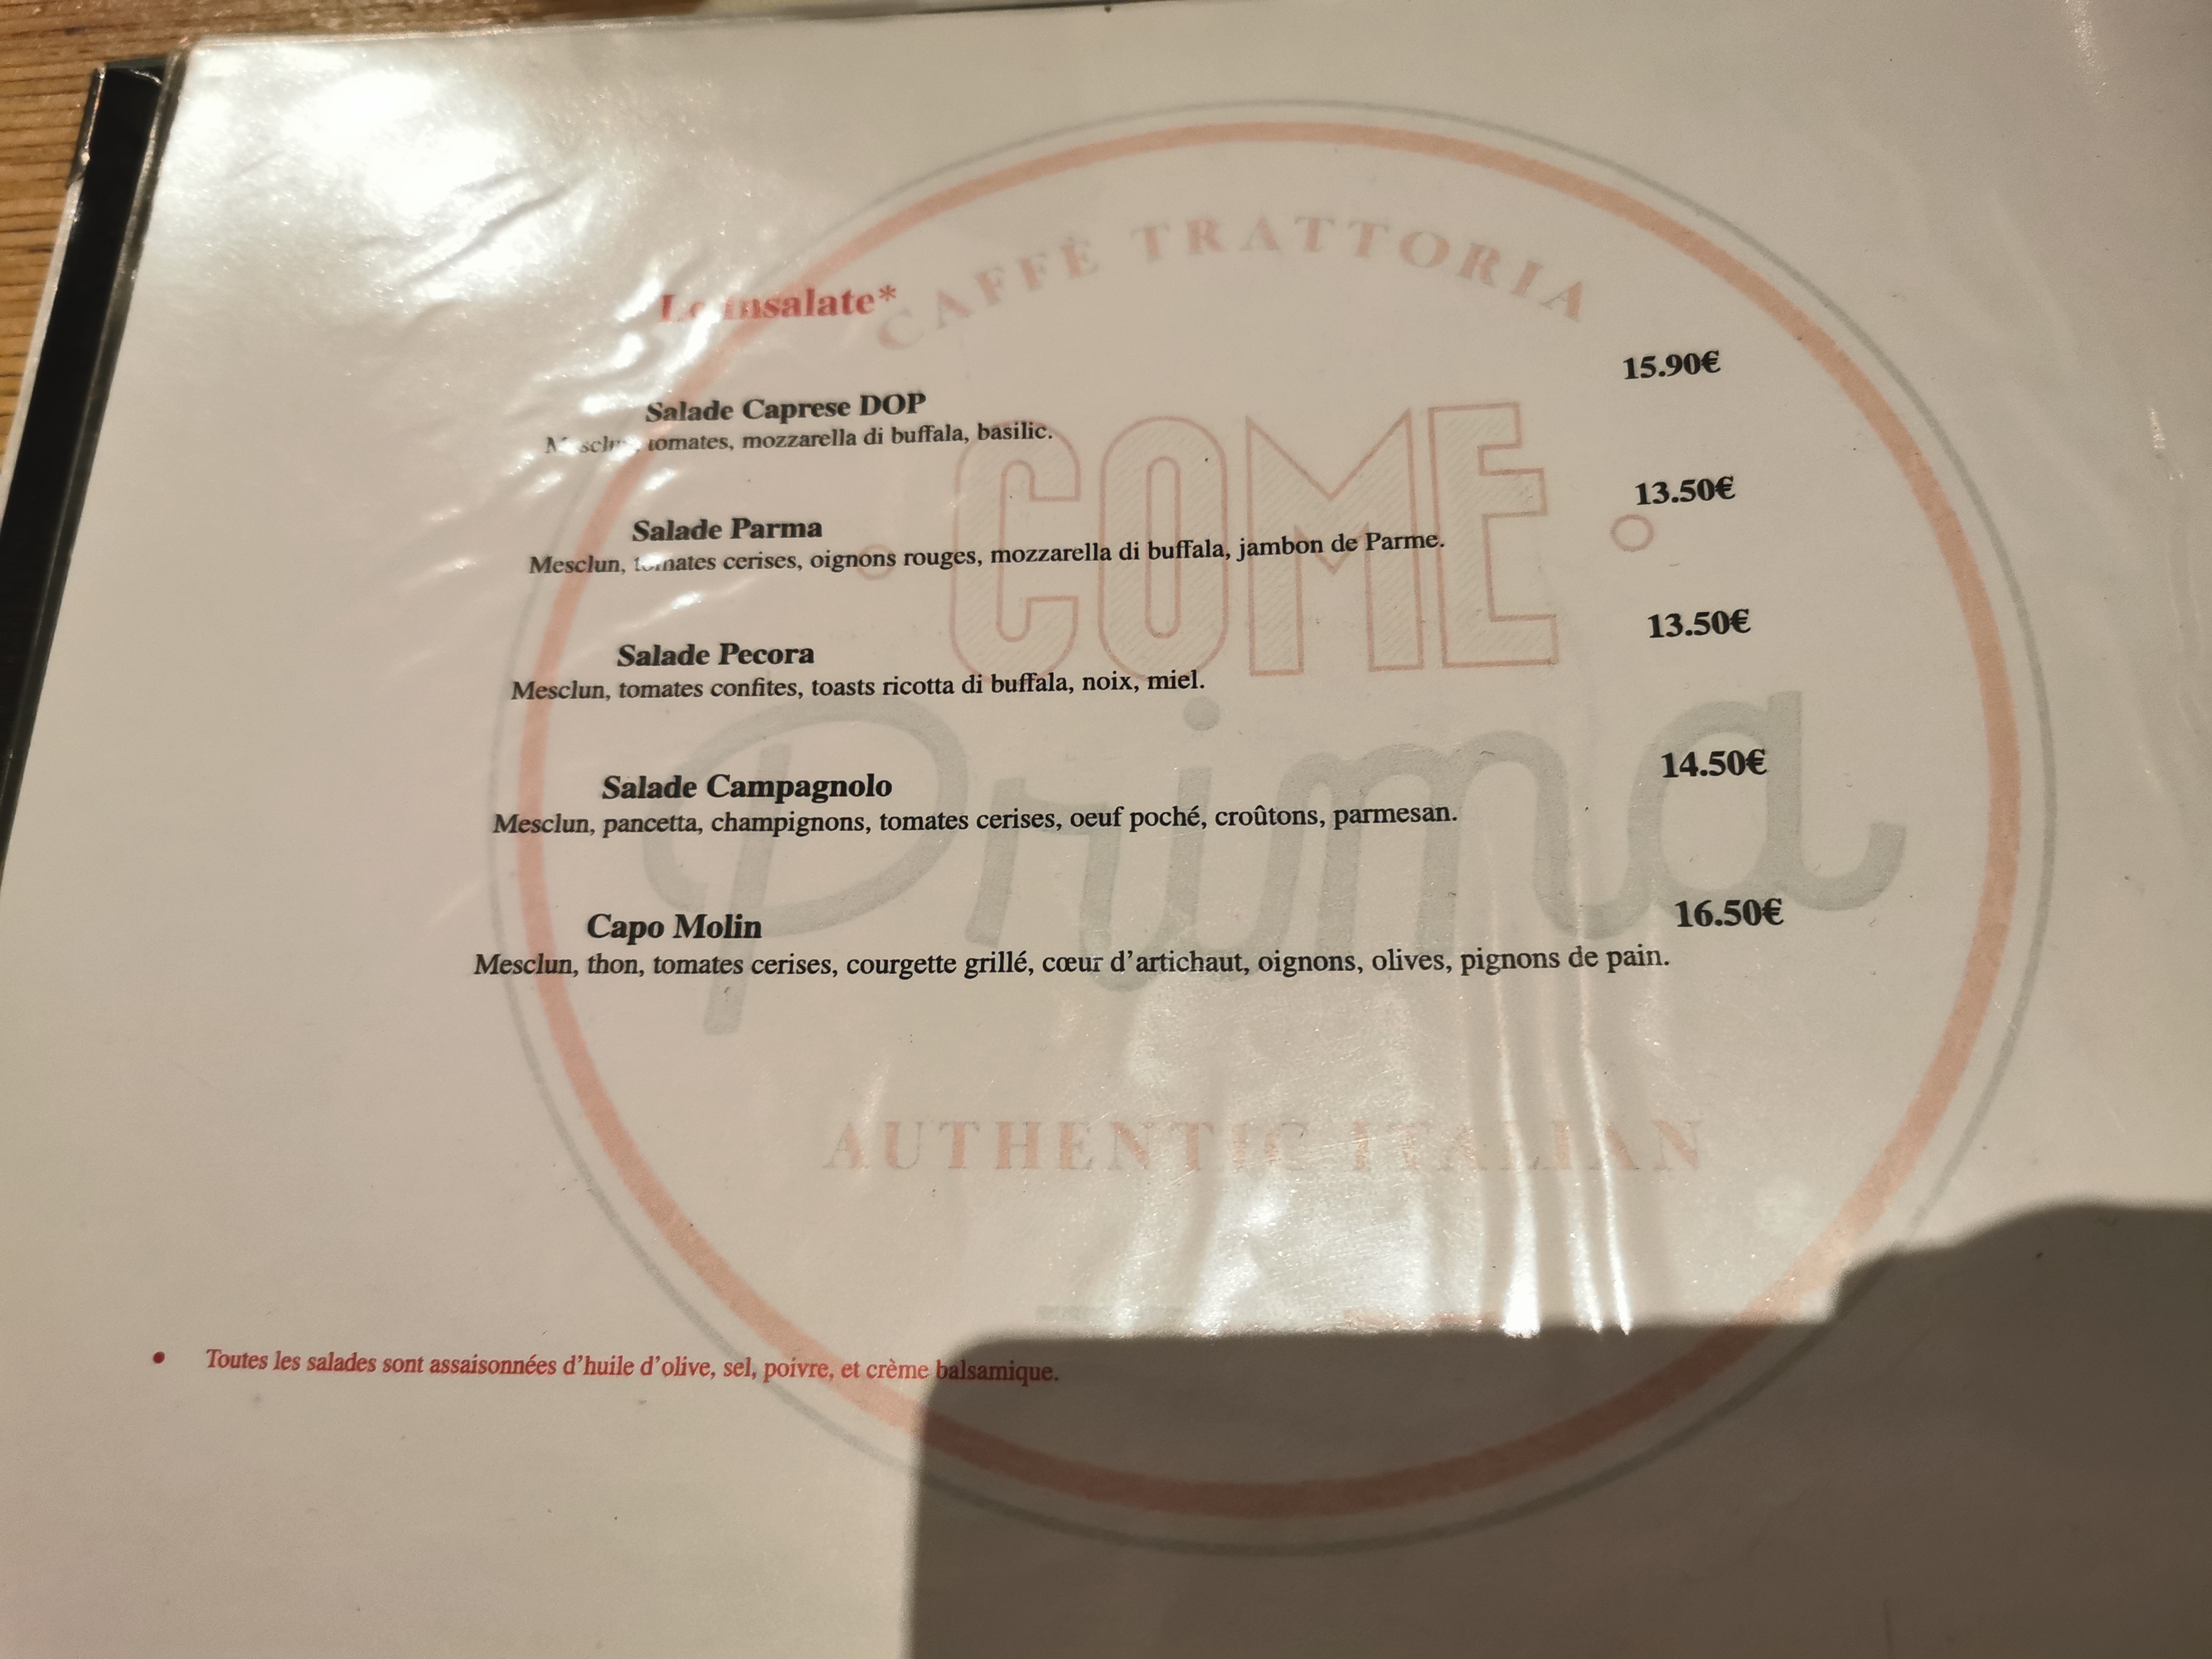 CAFFÈ TRATTORIA
Le insalate*
15.90€
Salade Caprese DOP
Mesclun, tomates, mozzarella di buffala, basilic.
13.50€
Salade Parma
Mesclun, tomates cerises, oignons rouges, mozzarella di buffala, jambon de Parme.
13.50€
Salade Pecora
Mesclun, tomates confites, toasts ricotta di buffala, noix, miel.
14.50€
Salade Campagnolo
Mesclun, pancetta, champignons, tomates cerises, oeuf poché, croûtons, parmesan.
16.50€
Capo Molin
Mesclun, thon, tomates cerises, courgette grillé, cœur d'artichaut, oignons, olives, pignons de pain.
COME
Prima
AUTHENTIC ITALIAN
• Toutes les salades sont assaisonnées d'huile d'olive, sel, poivre, et crème balsamique.